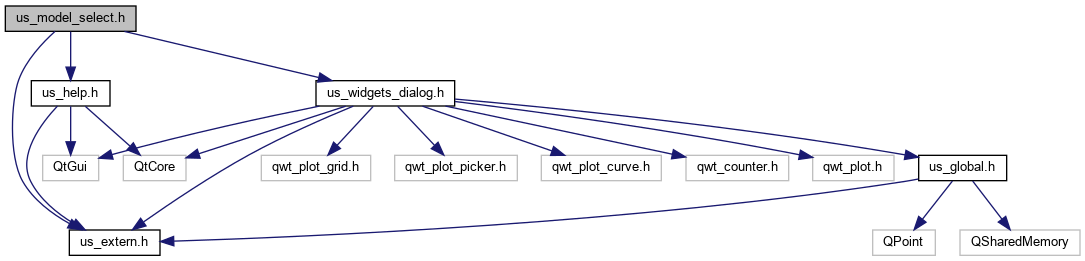 us_model_select.h
us_help.h
us_widgets_dialog.h
QtGui
QtCore
qwt_plot_grid.h
qwt_plot_picker.h
qwt_plot_curve.h
qwt_counter.h
qwt_plot.h
us_global.h
us_extern.h
QPoint
QSharedMemory